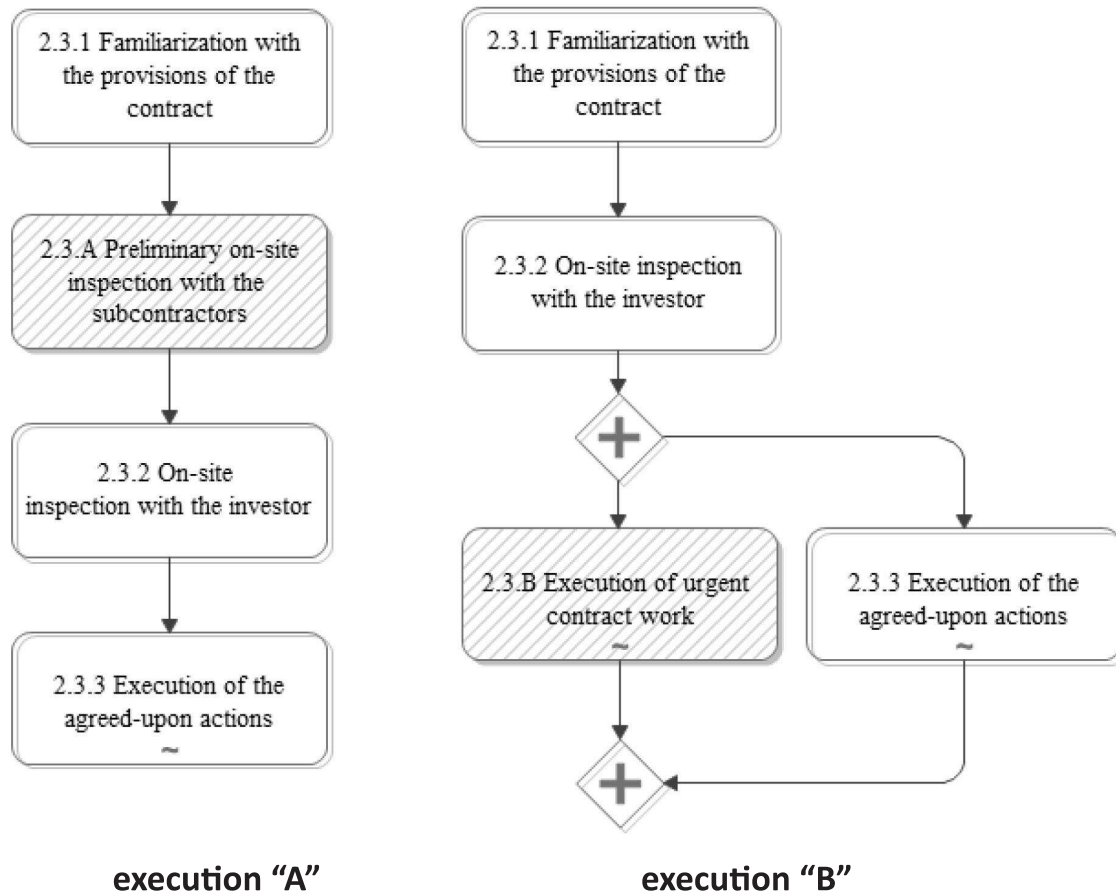 2.3.1 Familiarization with
the provisions of the
contract
2.3.A Preliminary on-site
inspection with the
subcontractors
2.3.2 On-site
inspection with the investor
2.3.3 Execution of the
agreed-upon actions
~
execution “A”
2.3.1 Familiarization with
the provisions of the
contract
2.3.2 On-site inspection
with the investor
2.3.B Execution of urgent
contract work
~
2.3.3 Execution of the
agreed-upon actions
~
execution “B”